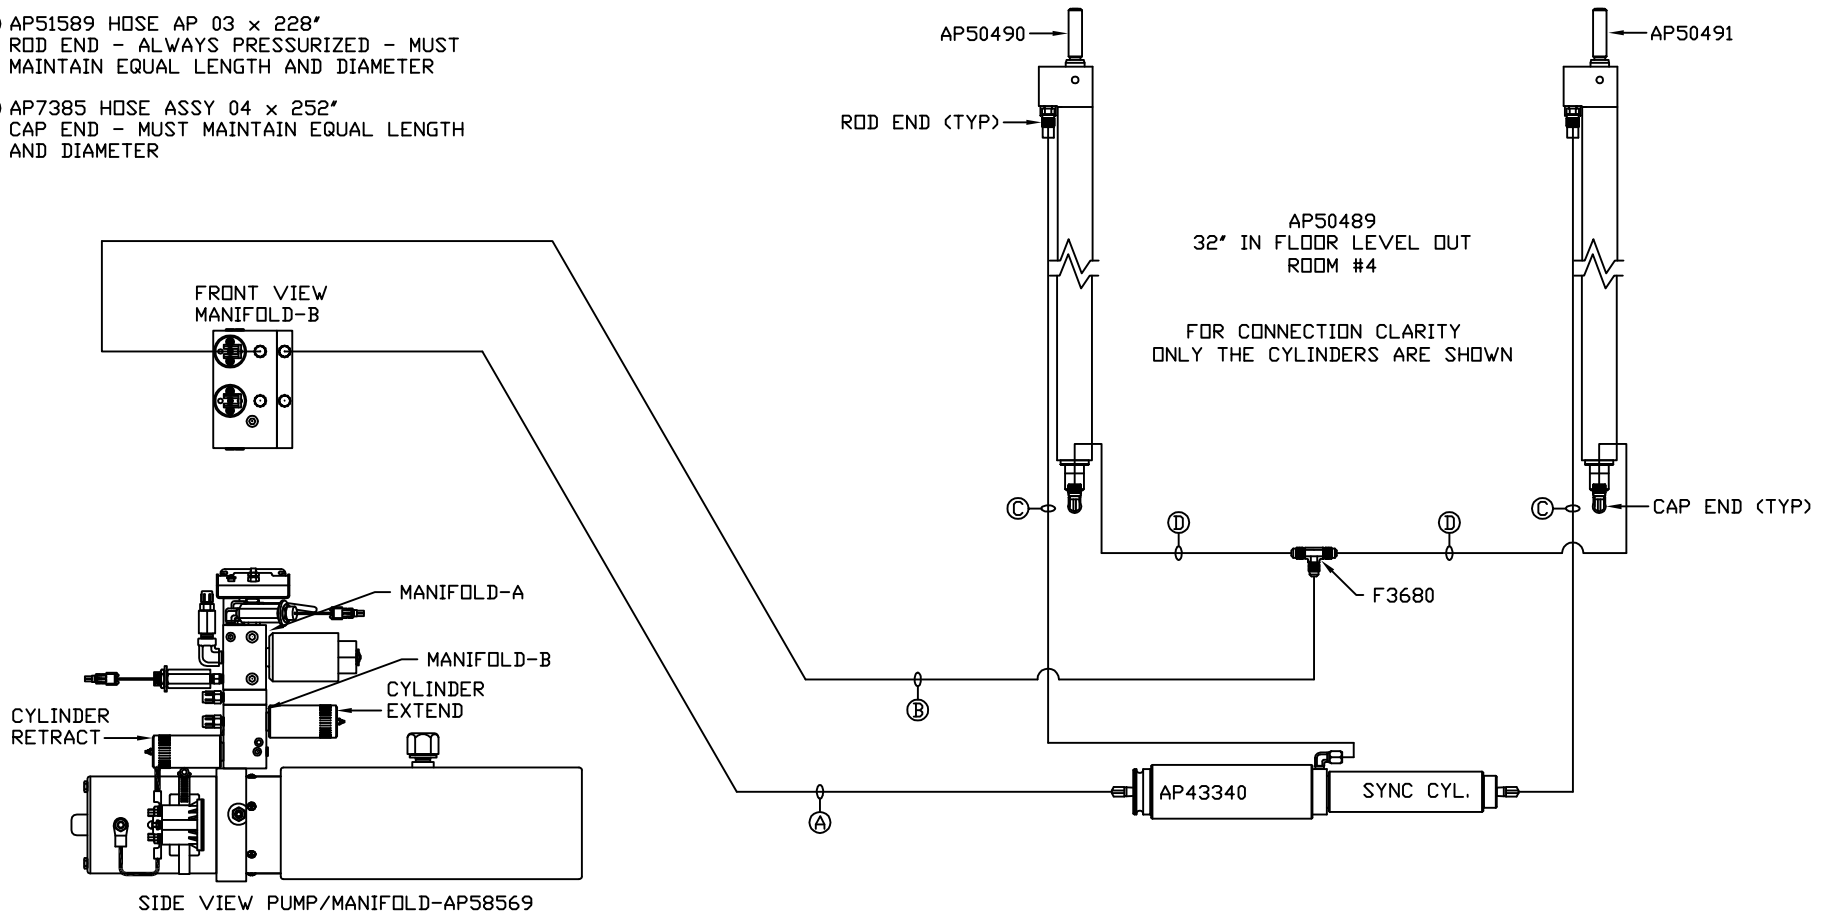 AP51589 HOSE AP 03 x 228"
ROD END - ALWAYS PRESSURIZED - MUST
MAINTAIN EQUAL LENGTH AND DIAMETER
AP7385 HOSE ASSY 04 x 252"
CAP END - MUST MAINTAIN EQUAL LENGTH
AND DIAMETER
AP50490
AP50491
ROD END (TYP)
AP50489
32" IN FLOOR LEVEL OUT
ROOM #4
FOR CONNECTION CLARITY
ONLY THE CYLINDERS ARE SHOWN
FRONT VIEW
MANIFOLD-B
C
C
CAP END (TYP)
D
D
F3680
MANIFOLD-A
MANIFOLD-B
CYLINDER
EXTEND
CYLINDER
RETRACT
B
A
AP43340
SYNC CYL.
SIDE VIEW PUMP/MANIFOLD-AP58569